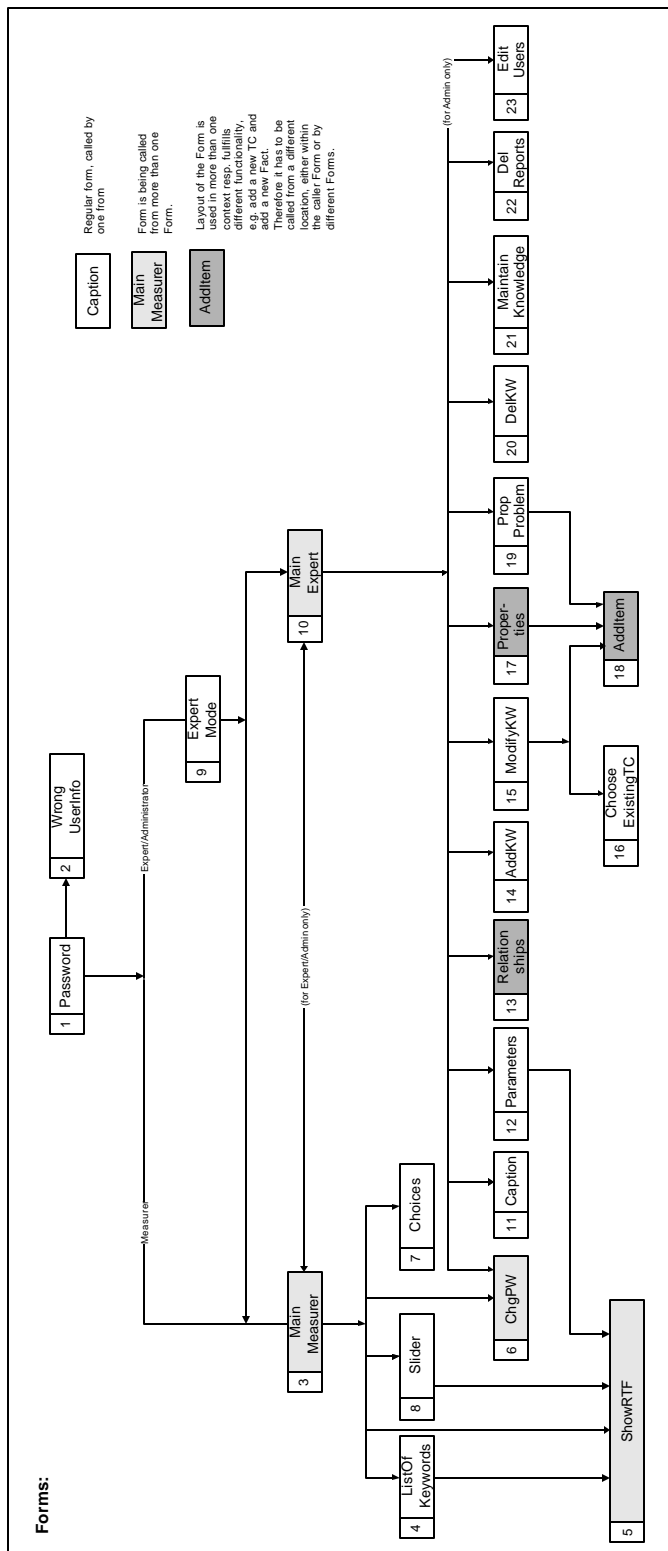 Forms:
1
Password
2
Wrong
UserInfo
Measurer
Expert/Administrator
9
Expert
Mode
3
Main
Measurer
(for Expert/Admin only)
10
Main
Expert
4
ListOf
Keywords
8
Slider
7
Choices
5
ShowRTF
6
ChgPW
11
Caption
12
Parameters
13
Relation
ships
14
AddKW
15
ModifyKW
17
Proper-
ties
19
Prop
Problem
20
DelKW
21
Maintain
Knowledge
22
Del
Reports
(for Admin only)
23
Edit
Users
16
Choose
ExistingTC
18
AddItem
Caption
Regular form, called by
one from
Main
Measurer
Form is being called
from more than one
Form.
AddItem
Layout of the Form is
used in more than one
context resp. fullfills
different functionality,
e.g. add a new TC and
add a new Fact.
Therefore it has to be
called from a different
location, either within
the caller Form or by
different Forms.